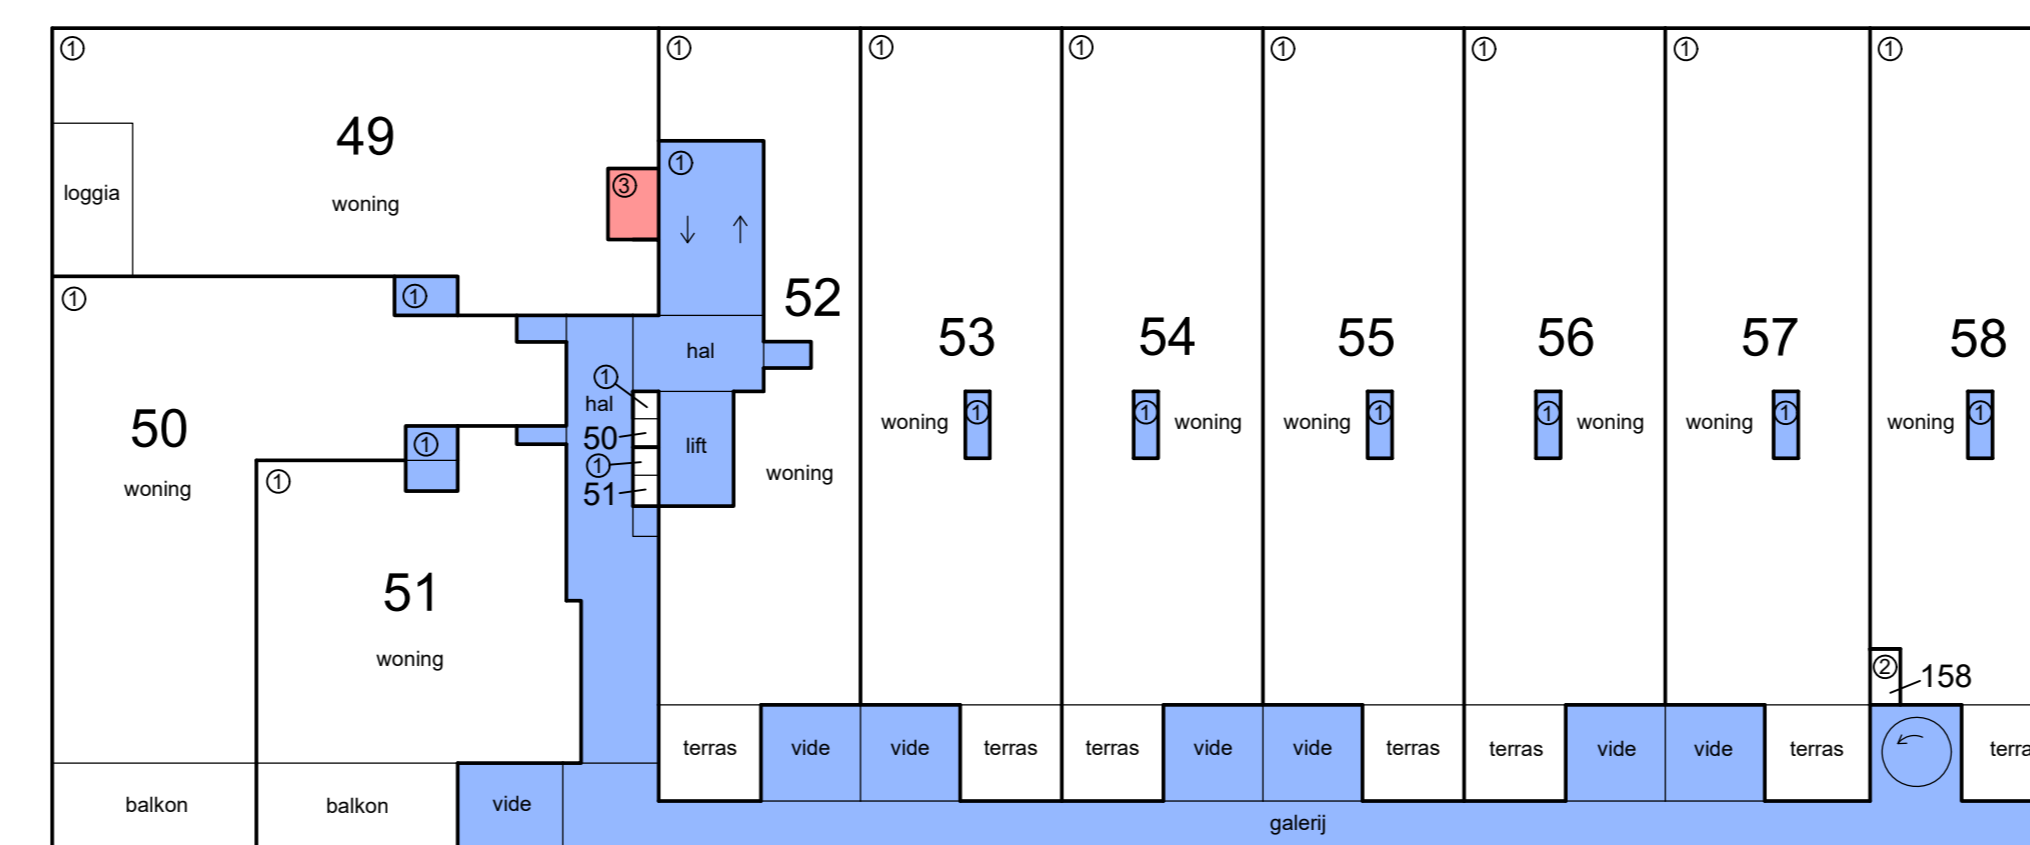 ① ① ① ① ① ① ① ①
49
woning
loggia
③ ①
① ①
52
hal
53 54 55 56 57 58
①
hal
50
①
51
lift
50
woning
①
①
woning
woning ① ① woning woning ① ① woning woning ① woning ①
51
woning
② 158
terras vide vide terras terras vide vide terras terras vide vide terras terra
balkon balkon vide
galerij